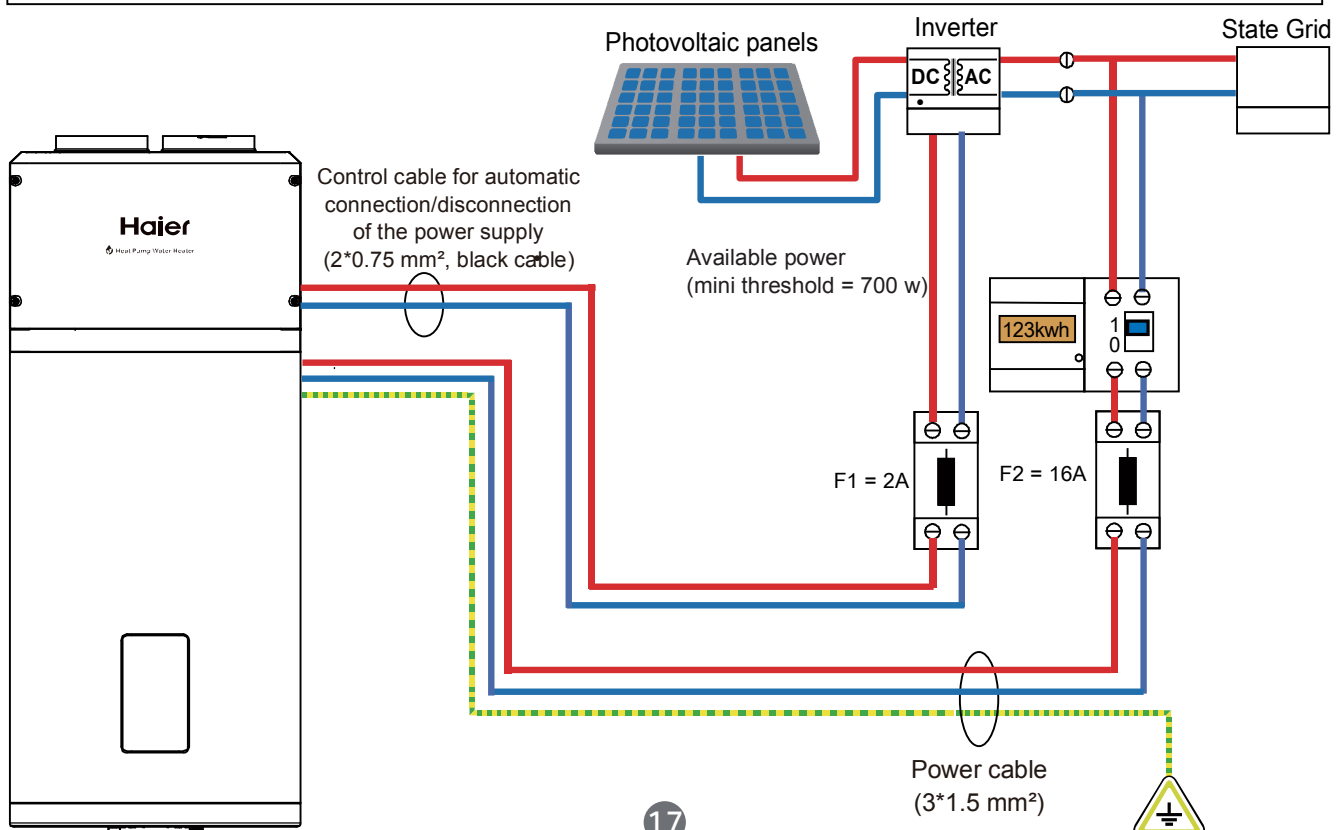 Photovoltaic panels
Inverter
State Grid
DC
AC
Haier
Heat Pump Water Heater
Control cable for automatic
connection/disconnection
of the power supply
(2*0.75 mm², black cable)
Available power
(mini threshold = 700 w)
123kwh
1
0
F1 = 2A
F2 = 16A
Power cable
(3*1.5 mm²)
17